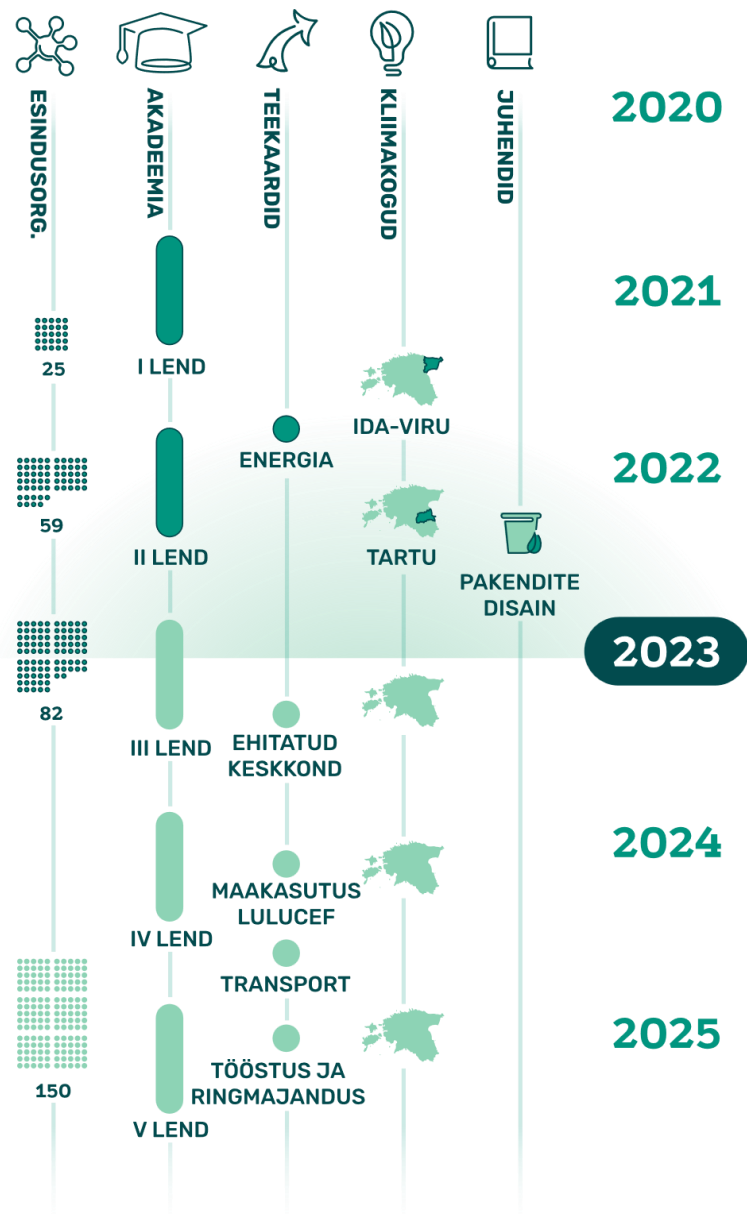 ESINDUSORG.
AKADEEMIA
TEEKAARDID
KLIIMAKOGUD
JUHENDID
2020
2021
25
I LEND
IDA-VIRU
ENERGIA
2022
59
II LEND
TARTU
PAKENDITE
DISAIN
2023
82
III LEND
EHITATUD
KESKKOND
2024
MAAKASUTUS
LULUCEF
IV LEND
TRANSPORT
2025
TÖÖSTUS JA
RINGMAJANDUS
150
V LEND